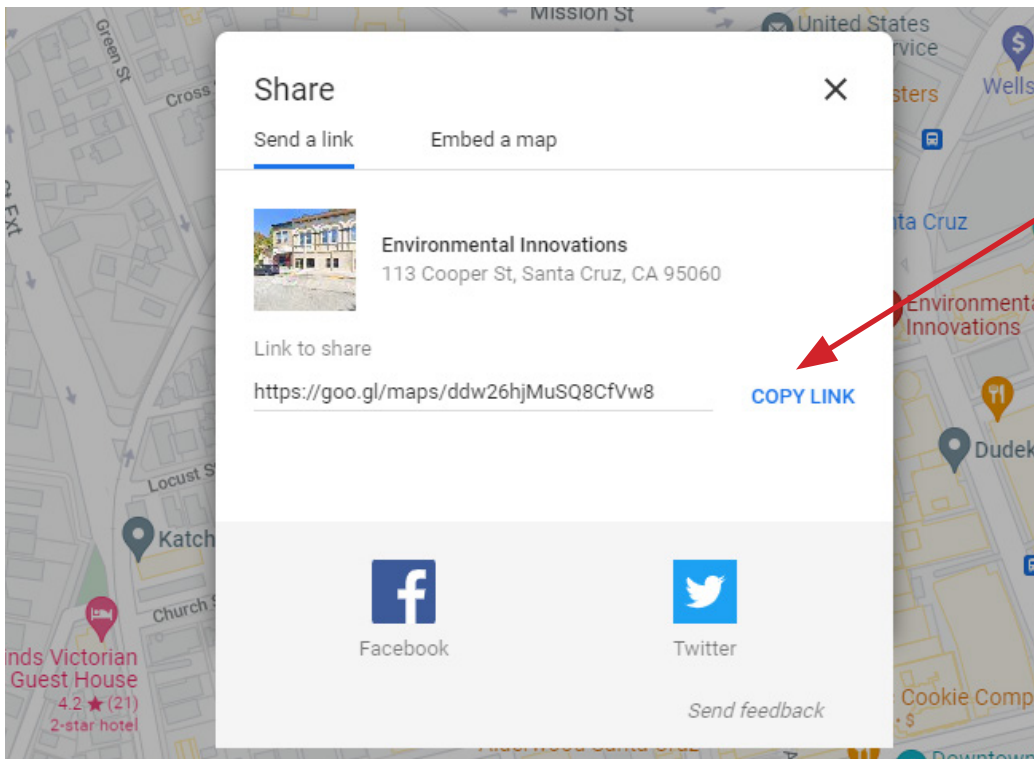 Mission St
United States
rvice
Green St
Wells
Cross
sters
Share
Send a link
Embed a map
Ext
nta Cruz
Environmental Innovations
113 Cooper St, Santa Cruz, CA 95060
Environmenta
Innovations
Link to share
https://goo.gl/maps/ddw26hjMuSQ8CfVw8
COPY LINK
Dudek
Locust S
Katch
Church
Facebook
Twitter
nds Victorian
Guest House
4.2 ★ (21)
2-star hotel
Send feedback
Cookie Comp
· $
Downtown